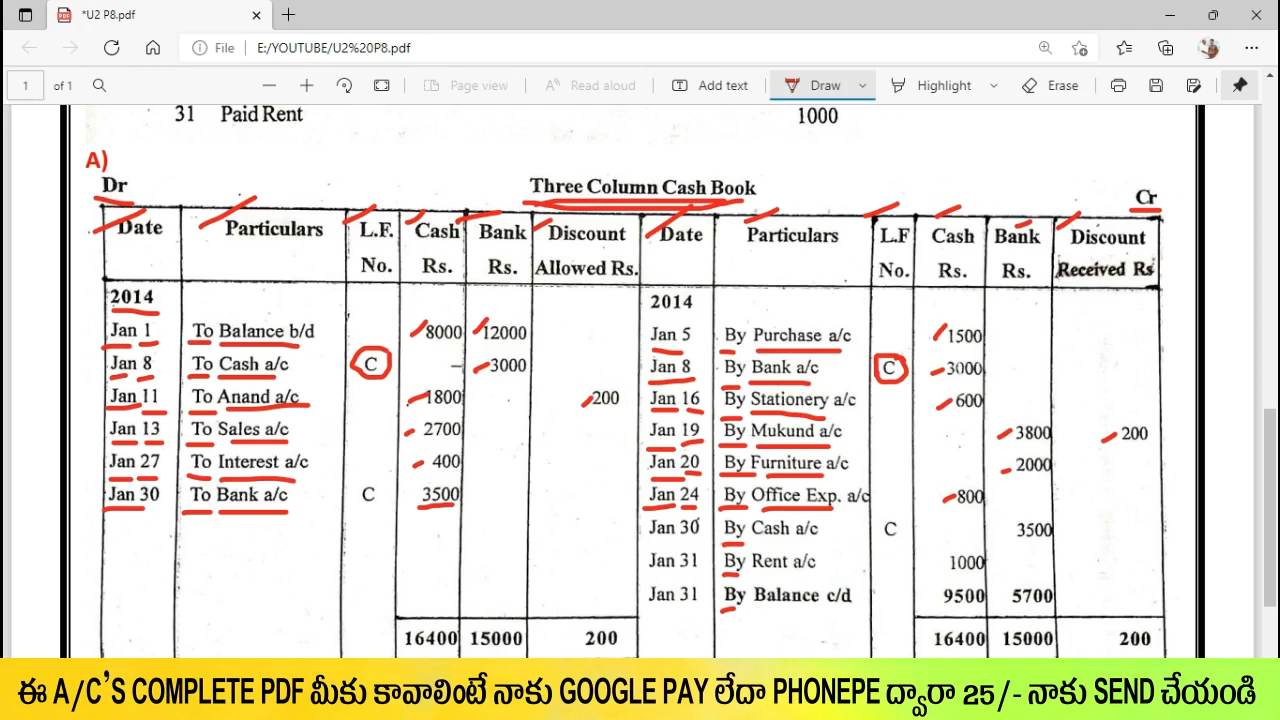 *U2 P8.pdf
File E:/YOUTUBE/U2%20P8.pdf
1 of 1 Page view Read aloud Add text Draw Highlight Erase
31 Paid Rent 1000
A)
Dr Three Column Cash Book Cr
Date Particulars L.F. Cash Bank Discount Date Particulars L.F Cash Bank Discount
No. Rs. Rs. Allowed Rs. No. Rs. Rs. Received Rs
2014 2014
Jan 1 To Balance b/d 8000 12000 Jan 5 By Purchase a/c 1500
Jan 8 To Cash a/c C – 3000 Jan 8 By Bank a/c C 3000
Jan 11 To Anand a/c 1800 200 Jan 16 By Stationery a/c 600
Jan 13 To Sales a/c 2700 Jan 19 By Mukund a/c 3800 200
Jan 27 To Interest a/c 400 Jan 20 By Furniture a/c 2000
Jan 30 To Bank a/c C 3500 Jan 24 By Office Exp. a/c 800
Jan 30 By Cash a/c C 3500
Jan 31 By Rent a/c 1000
Jan 31 By Balance c/d 9500 5700
16400 15000 200 16400 15000 200
ఈ A/C'S COMPLETE PDF మీకు కావాలింటే నాకు GOOGLE PAY లేదా PHONEPE ద్వారా 25/- నాకు SEND చేయండి